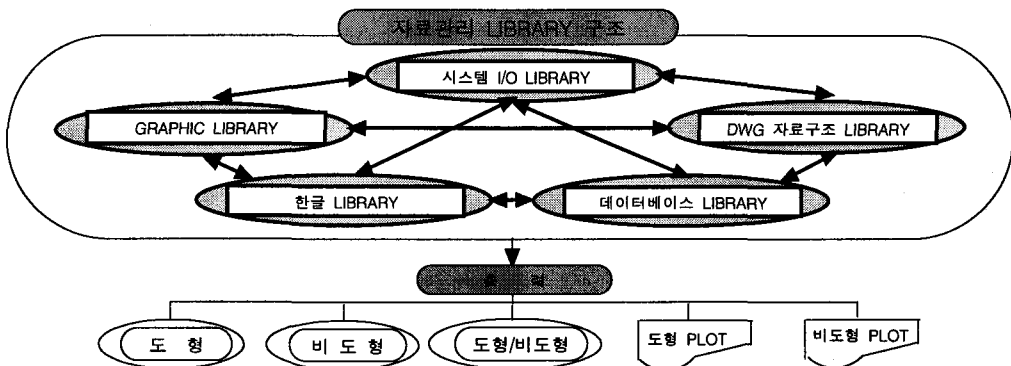 자료관리 LIBRARY 구조
시스템 I/O LIBRARY
GRAPHIC LIBRARY
DWG 자료구조 LIBRARY
한글 LIBRARY
데이터베이스 LIBRARY
출 력
도 형
비 도 형
도형/비도형
도형 PLOT
비도형 PLOT